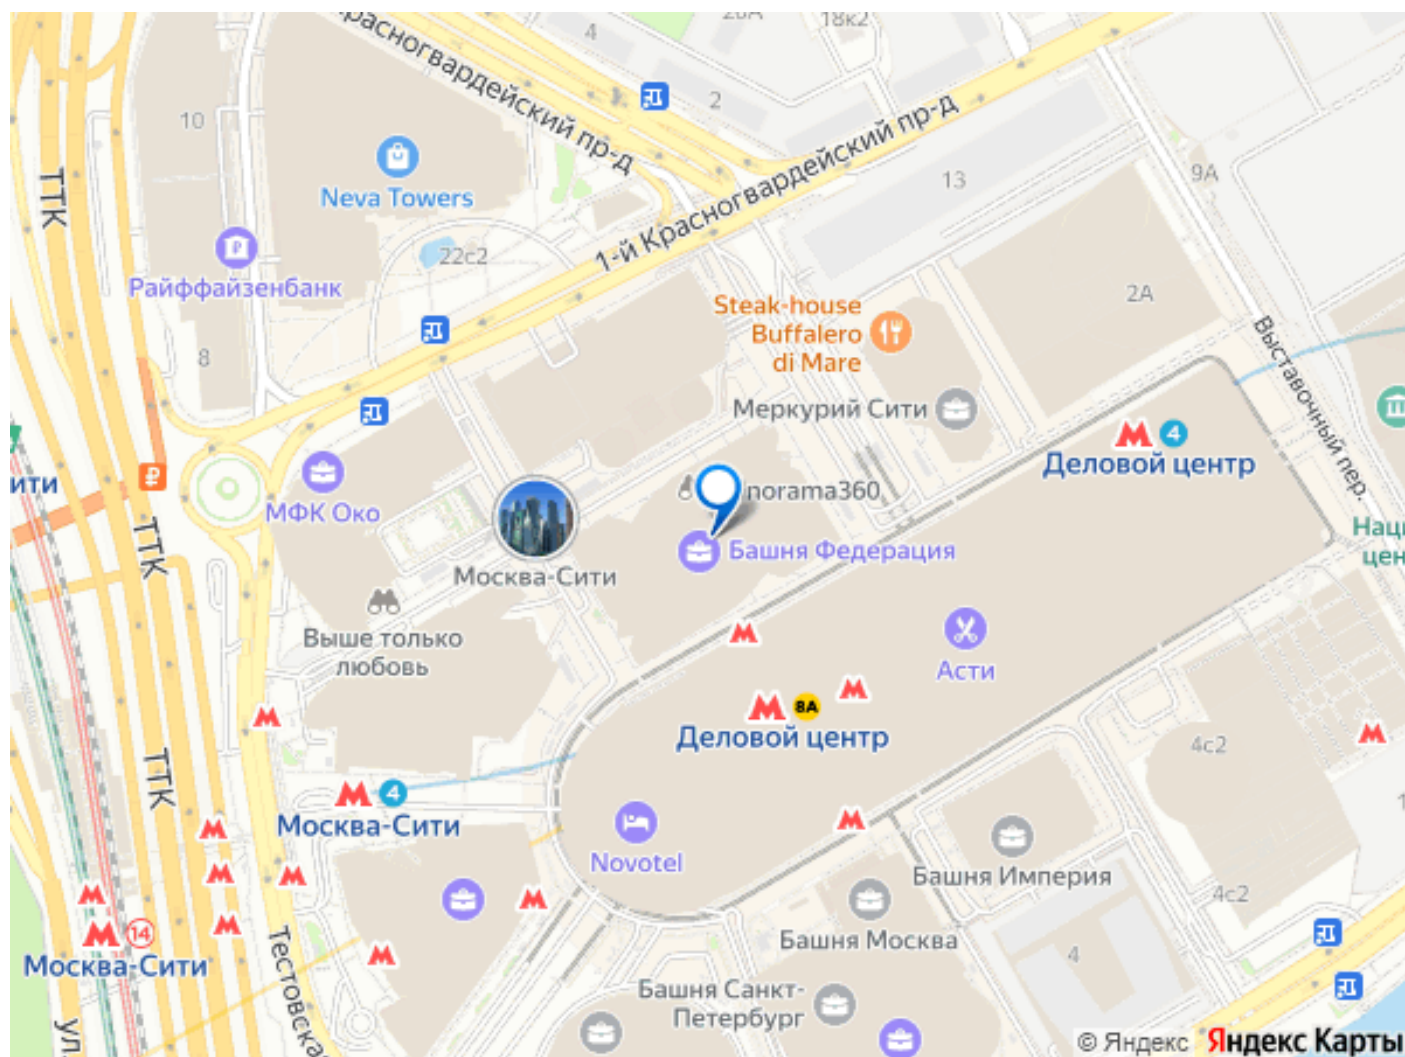 Красногвардейский пр-д
4
28А
18к2
2
10
Neva Towers
1-й Красногвардейский пр-д
13
9А
ТТК
Райффайзенбанк
22с2
8
2А
Steak-house
Buffalero
di Mare
Выставочный пер.
Меркурий Сити
4
Деловой центр
МФК Око
norama360
Башня Федерация
Москва-Сити
ТТК
Выше только
любовь
Асти
8А
Деловой центр
4с2
4
Москва-Сити
ТТК
Novotel
Башня Империя
4с2
14
Москва-Сити
Башня Москва
4
Башня Санкт-
Петербург
© Яндекс Яндекс Карты